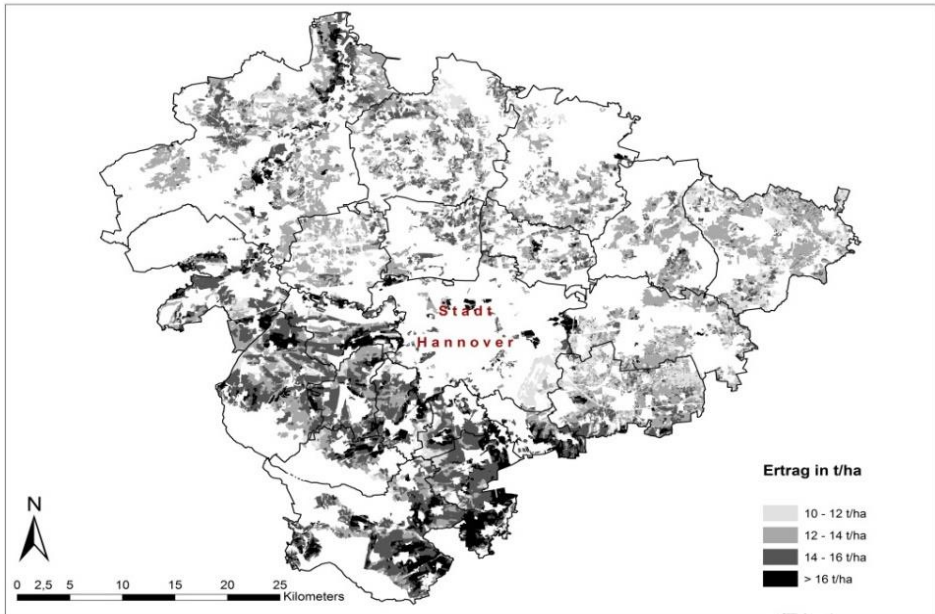 Stadt
Hannover
Ertrag in t/ha
10 - 12 t/ha
12 - 14 t/ha
14 - 16 t/ha
> 16 t/ha
N
0 2,5 5 10 15 20 25
Kilometers